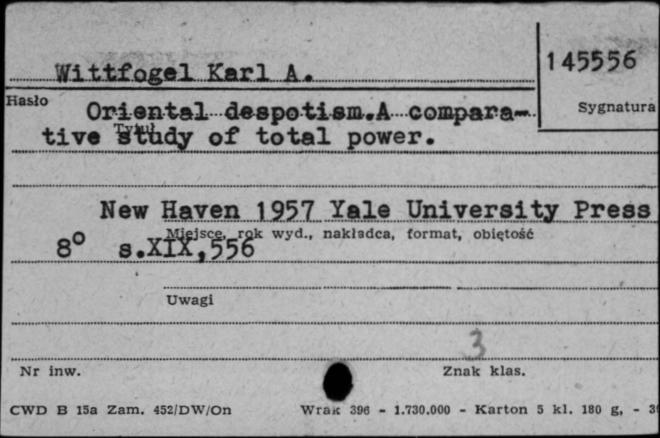 Wittfogel Karl A.
145556
Hasło
Sygnatura
Oriental despotism.A compara-
Tytuł
tive study of total power.
New Haven 1957 Yale University Press
Miejsce, rok wyd., nakładca, format, objętość
8° s.XIX,556
Uwagi
3
Nr inw.
Znak klas.
CWD B 15a Zam. 452/DW/On Wrak 396 - 1.730.000 - Karton 5 kl. 180 g, -